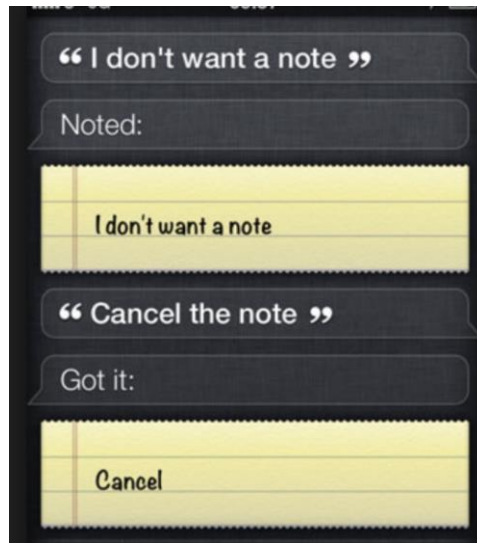 “ I don't want a note ”
Noted:
I don't want a note
“ Cancel the note ”
Got it:
Cancel